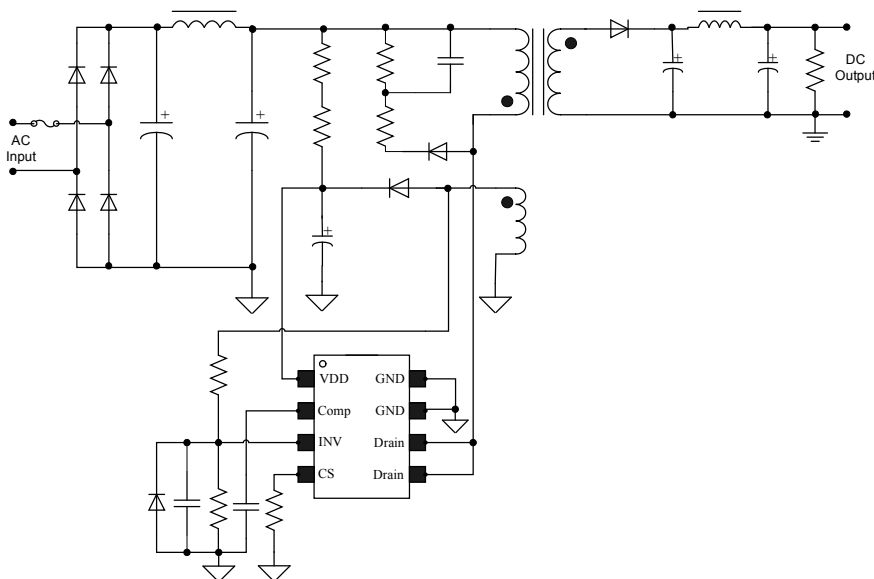 DC
Output
AC
Input
VDD
GND
Comp
GND
INV
Drain
CS
Drain